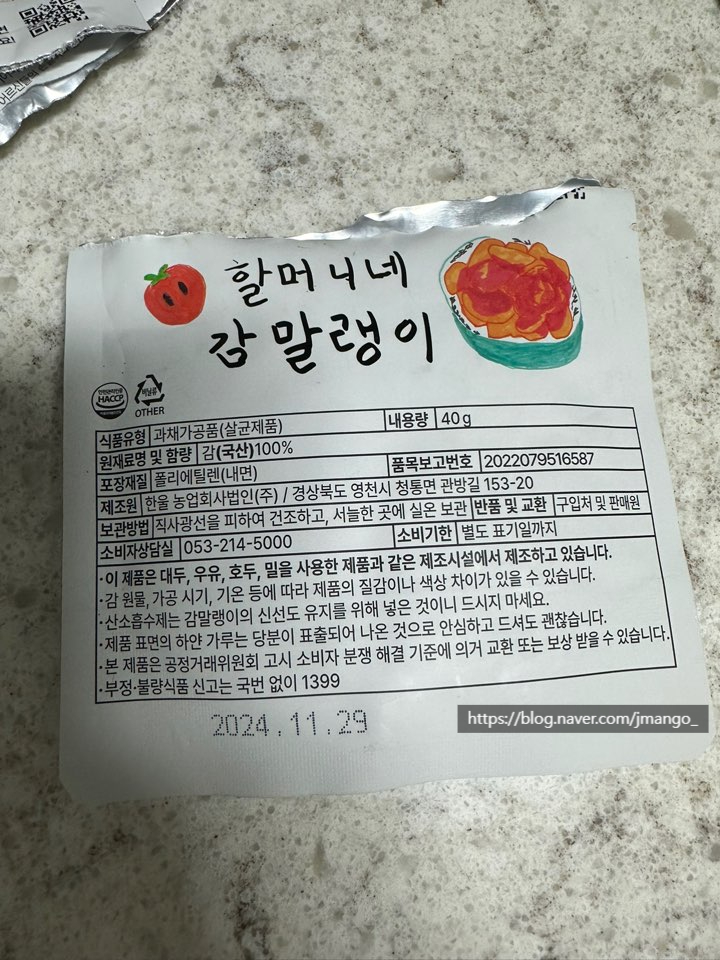 할머니네
감말랭이
HACCP
비닐류
OTHER
식품유형 과채가공품(살균제품) 내용량 40g
원재료명 및 함량 감(국산)100%
포장재질 폴리에틸렌(내면) 품목보고번호 2022079516587
제조원 한울 농업회사법인(주) / 경상북도 영천시 청통면 관방길 153-20
보관방법 직사광선을 피하여 건조하고, 서늘한 곳에 실온 보관 반품 및 교환 구입처 및 판매원
소비자상담실 053-214-5000 소비기한 별도 표기일까지
·이 제품은 대두, 우유, 호두, 밀을 사용한 제품과 같은 제조시설에서 제조하고 있습니다.
·감 원물, 가공 시기, 기온 등에 따라 제품의 질감이나 색상 차이가 있을 수 있습니다.
·산소흡수제는 감말랭이의 신선도 유지를 위해 넣은 것이니 드시지 마세요.
·제품 표면의 하얀 가루는 당분이 표출되어 나온 것으로 안심하고 드셔도 괜찮습니다.
·본 제품은 공정거래위원회 고시 소비자 분쟁 해결 기준에 의거 교환 또는 보상 받을 수 있습니다.
·부정·불량식품 신고는 국번 없이 1399
2024.11.29
https://blog.naver.com/jmango_